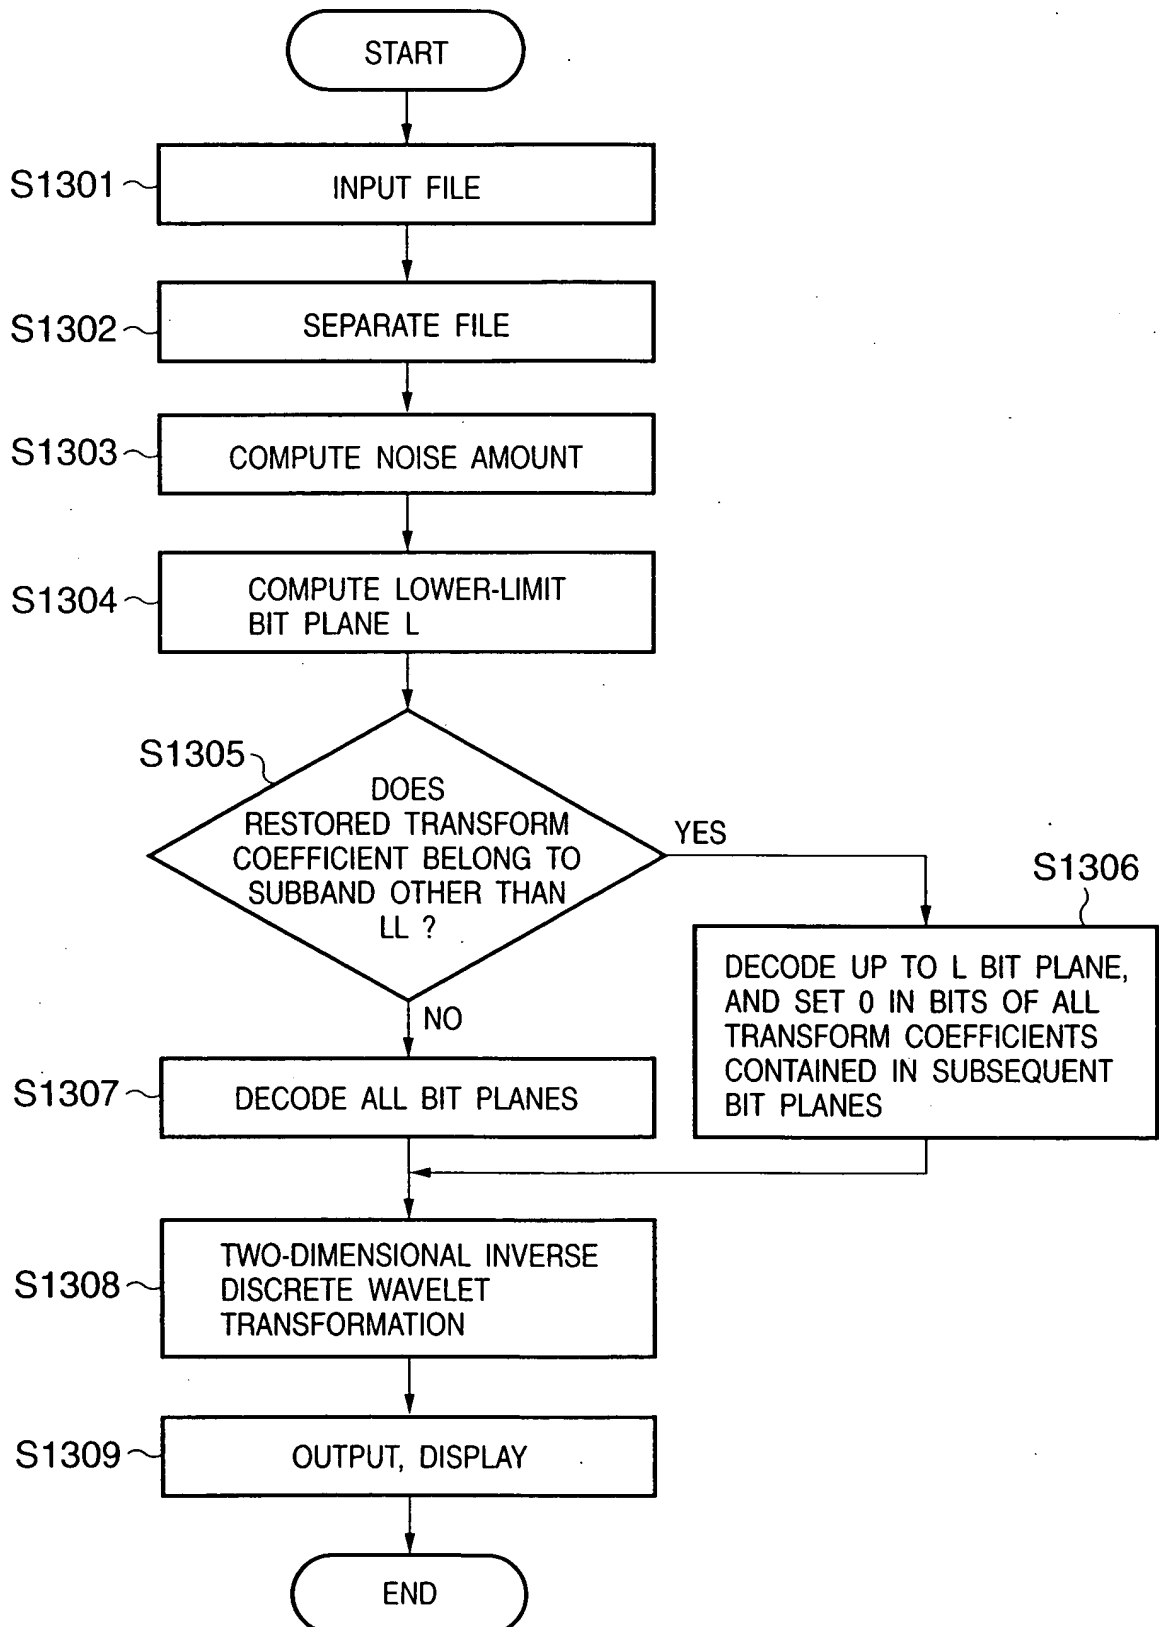 START
S1301
INPUT FILE
S1302
SEPARATE FILE
S1303
COMPUTE NOISE AMOUNT
S1304
COMPUTE LOWER-LIMIT
BIT PLANE L
S1305
DOES
RESTORED TRANSFORM
COEFFICIENT BELONG TO
SUBBAND OTHER THAN
LL ?
YES
S1306
DECODE UP TO L BIT PLANE,
AND SET 0 IN BITS OF ALL
TRANSFORM COEFFICIENTS
CONTAINED IN SUBSEQUENT
BIT PLANES
NO
S1307
DECODE ALL BIT PLANES
S1308
TWO-DIMENSIONAL INVERSE
DISCRETE WAVELET
TRANSFORMATION
S1309
OUTPUT, DISPLAY
END